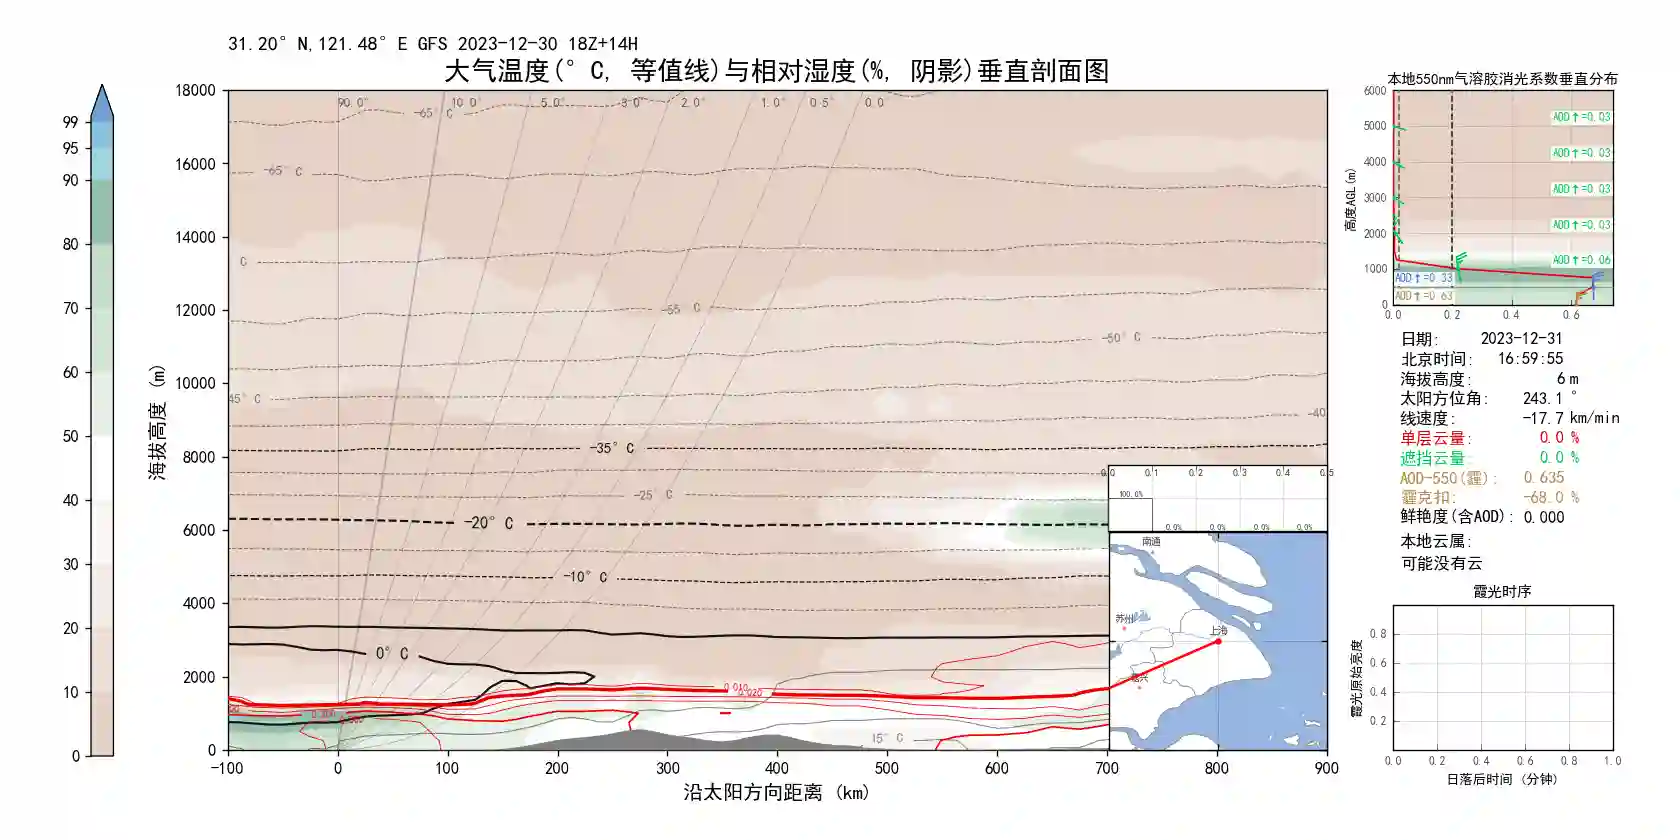 31.20°N,121.48°E GFS 2023-12-30 18Z+14H
大气温度(°C, 等值线)与相对湿度(%, 阴影)垂直剖面图
99
95
90
80
70
60
50
40
30
20
10
0
海拔高度 (m)
18000
16000
14000
12000
10000
8000
6000
4000
2000
0
90.0°
10.0°
5.0°
3.0°
2.0°
1.0°
0.5°
0.0
-65°C
-65°C
C
-55°C
-50°C
45°C
-40
-35°C
-25°C
-20°C
-10°C
0°C
0.010
0.020
15°C
-100
0
100
200
300
400
500
600
700
800
900
沿太阳方向距离 (km)
0.0
0.1
0.2
0.3
0.4
0.5
100.0%
0.0%
0.0%
0.0%
0.0%
南通
苏州
上海
本地550nm气溶胶消光系数垂直分布
高度AGL(m)
6000
5000
4000
3000
2000
1000
0
AOD↑=0.03
AOD↑=0.03
AOD↑=0.03
AOD↑=0.03
AOD↑=0.06
AOD↑=0.33
AOD↑=0.63
0.0
0.2
0.4
0.6
日期: 2023-12-31
北京时间: 16:59:55
海拔高度: 6 m
太阳方位角: 243.1 °
线速度: -17.7 km/min
单层云量: 0.0 %
遮挡云量: 0.0 %
AOD-550(霾): 0.635
霾克扣: -68.0 %
鲜艳度(含AOD): 0.000
本地云属:
可能没有云
霞光时序
霞光原始亮度
0.8
0.6
0.4
0.2
0.0
0.2
0.4
0.6
0.8
1.0
日落后时间 (分钟)